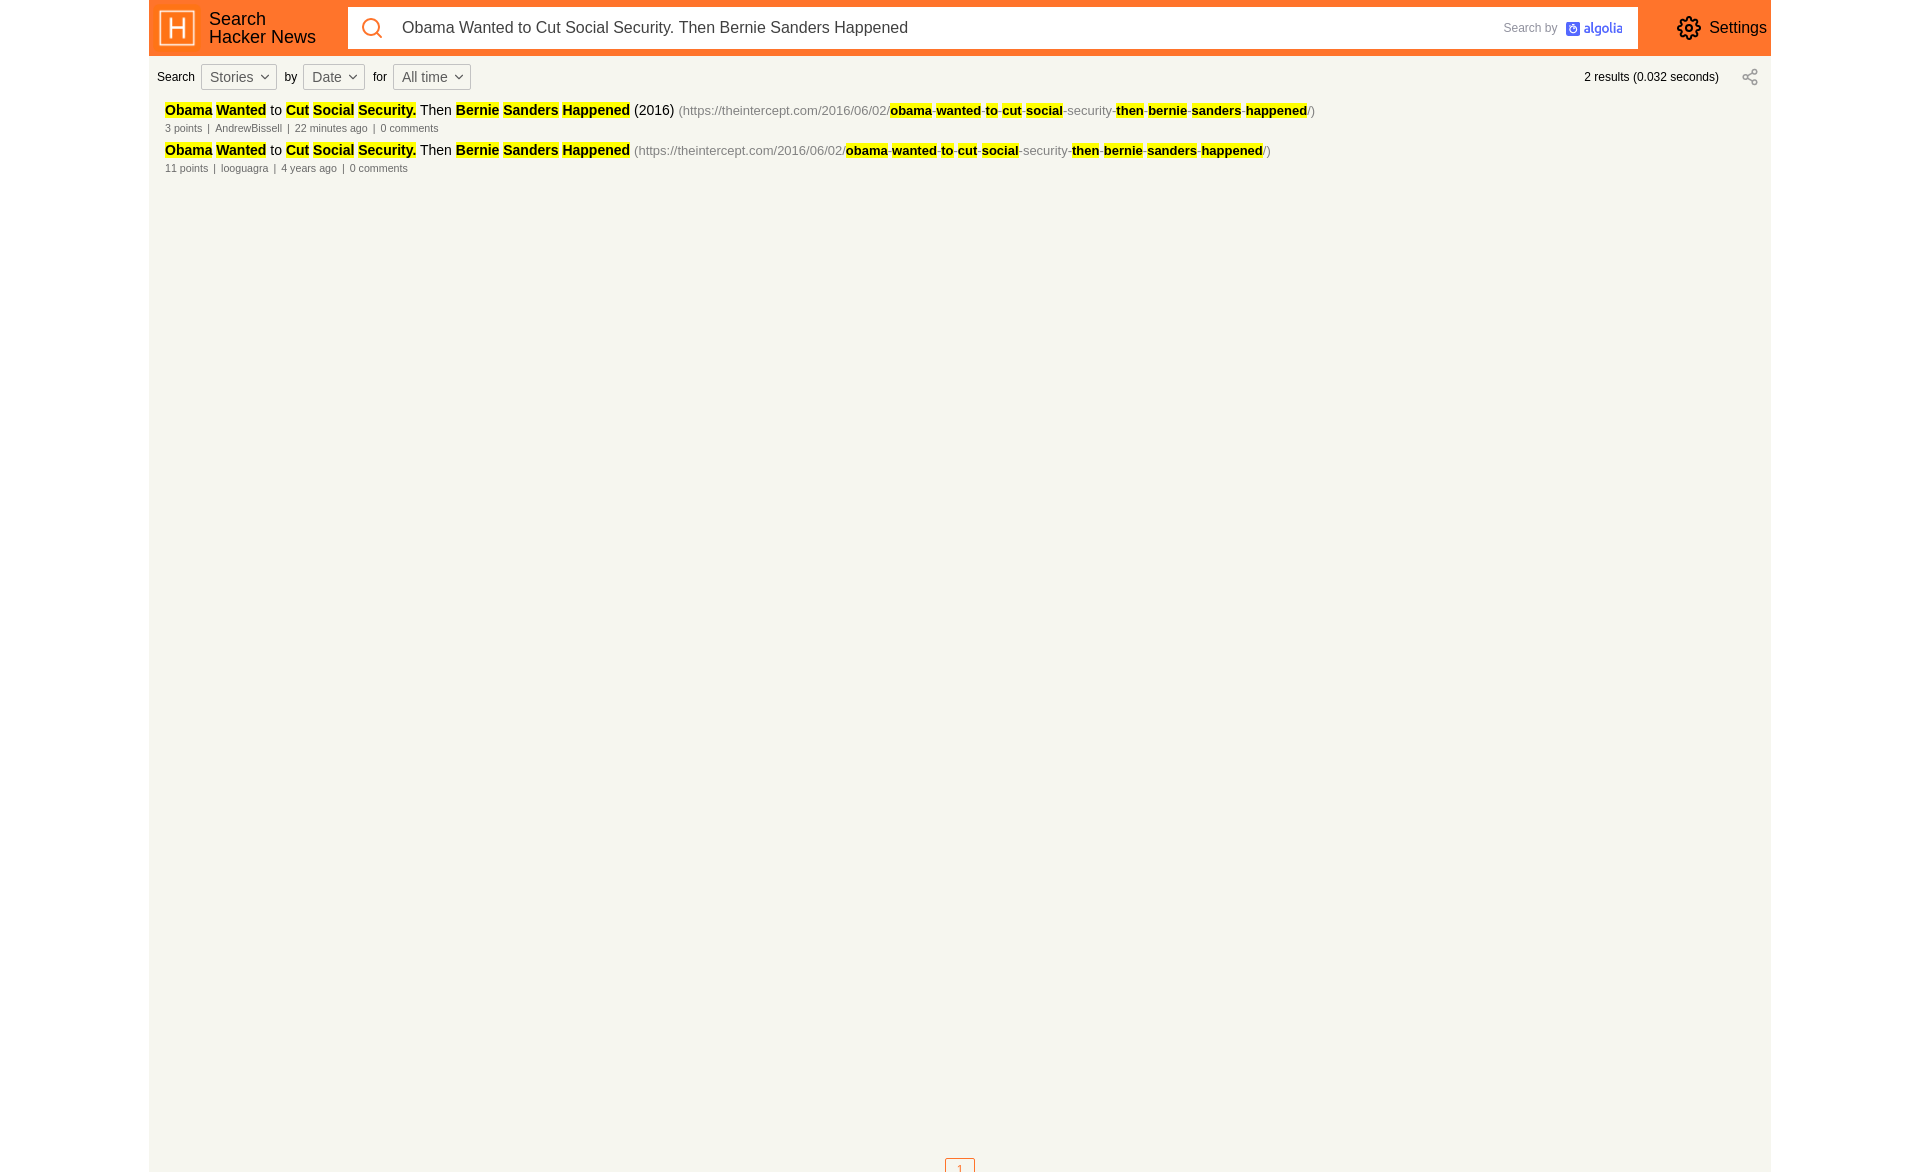 Search
Hacker News
Obama Wanted to Cut Social Security. Then Bernie Sanders Happened
Search by algolia
Settings
Search Stories by Date for All time
2 results (0.032 seconds)
Obama Wanted to Cut Social Security. Then Bernie Sanders Happened (2016) (https://theintercept.com/2016/06/02/obama-wanted-to-cut-social-security-then-bernie-sanders-happened/)
3 points | AndrewBissell | 22 minutes ago | 0 comments
Obama Wanted to Cut Social Security. Then Bernie Sanders Happened (https://theintercept.com/2016/06/02/obama-wanted-to-cut-social-security-then-bernie-sanders-happened/)
11 points | looguagra | 4 years ago | 0 comments
1